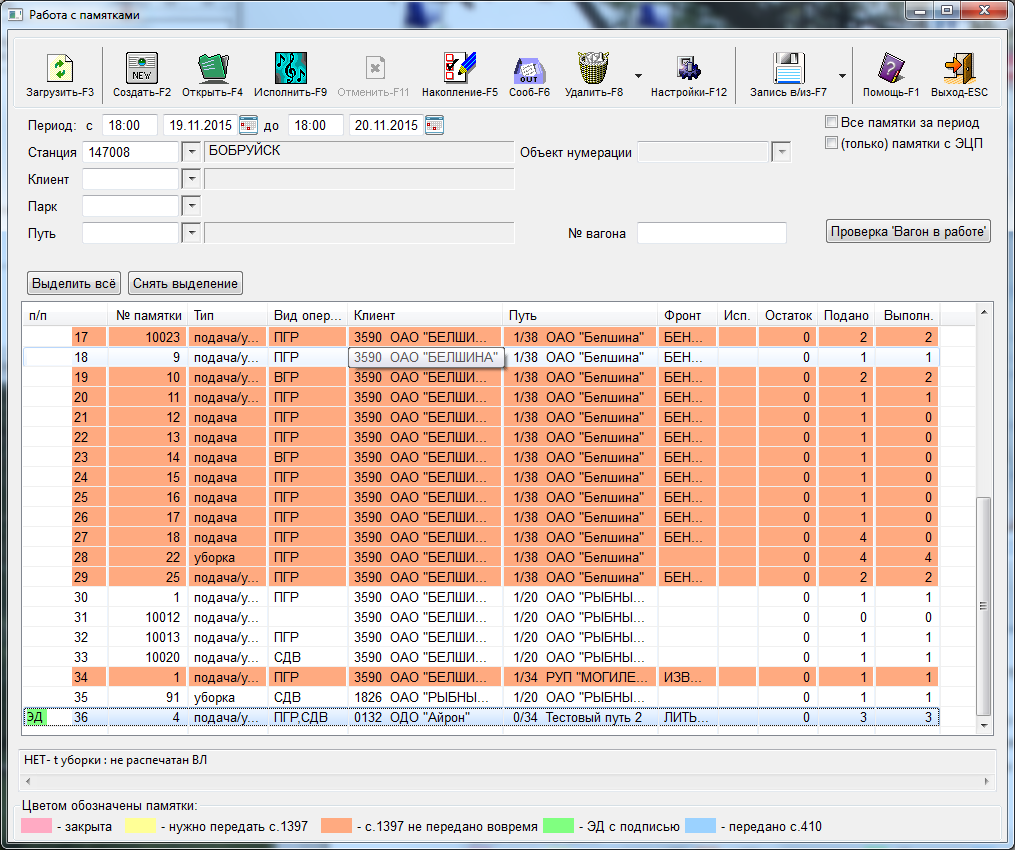 Работа с памятками
NEW OUT
Загрузить-F3 Создать-F2 Открыть-F4 Исполнить-F9 Отменить-F11 Накопление-F5 Сооб-F6 Удалить-F8 Настройки-F12 Запись в/из-F7 Помощь-F1 Выход-ESC
Период: с 18:00 19.11.2015 до 18:00 20.11.2015 Все памятки за период
Станция 147008 БОБРУЙСК Объект нумерации (только) памятки с ЭЦП
Клиент
Парк
Путь № вагона Проверка 'Вагон в работе'
Выделить всё Снять выделение
п/п № памятки Тип Вид опер... Клиент Путь Фронт Исп. Остаток Подано Выполн.
17 10023 подача/у... ПГР 3590 ОАО "БЕЛШИ... 1/38 ОАО "Белшина" БЕН... 0 2 2
18 9 подача/у... ПГР 3590 ОАО "БЕЛШИНА" 1/38 ОАО "Белшина" БЕН... 0 1 1
19 10 подача/у... ВГР 3590 ОАО "БЕЛШИ... 1/38 ОАО "Белшина" БЕН... 0 2 2
20 11 подача/у... ПГР 3590 ОАО "БЕЛШИ... 1/38 ОАО "Белшина" БЕН... 0 1 1
21 12 подача ПГР 3590 ОАО "БЕЛШИ... 1/38 ОАО "Белшина" БЕН... 0 1 0
22 13 подача ПГР 3590 ОАО "БЕЛШИ... 1/38 ОАО "Белшина" БЕН... 0 1 0
23 14 подача ВГР 3590 ОАО "БЕЛШИ... 1/38 ОАО "Белшина" БЕН... 0 1 0
24 15 подача ПГР 3590 ОАО "БЕЛШИ... 1/38 ОАО "Белшина" БЕН... 0 1 0
25 16 подача ПГР 3590 ОАО "БЕЛШИ... 1/38 ОАО "Белшина" БЕН... 0 1 0
26 17 подача ПГР 3590 ОАО "БЕЛШИ... 1/38 ОАО "Белшина" БЕН... 0 1 0
27 18 подача ПГР 3590 ОАО "БЕЛШИ... 1/38 ОАО "Белшина" БЕН... 0 4 0
28 22 уборка ПГР 3590 ОАО "БЕЛШИ... 1/38 ОАО "Белшина" 0 4 4
29 25 подача/у... ПГР 3590 ОАО "БЕЛШИ... 1/38 ОАО "Белшина" БЕН... 0 2 2
30 1 подача/у... ПГР 3590 ОАО "БЕЛШИ... 1/20 ОАО "РЫБНЫ... 0 1 1
31 10012 подача/у... 3590 ОАО "БЕЛШИ... 1/20 ОАО "РЫБНЫ... 0 0 0
32 10013 подача/у... ПГР 3590 ОАО "БЕЛШИ... 1/20 ОАО "РЫБНЫ... 0 1 1
33 10020 подача/у... СДВ 3590 ОАО "БЕЛШИ... 1/20 ОАО "РЫБНЫ... 0 1 1
34 1 подача/у... ПГР 3590 ОАО "БЕЛШИ... 1/34 РУП "МОГИЛЕ... ИЗВ... 0 1 1
35 91 уборка СДВ 1826 ОАО "РЫБНЫ... 1/20 ОАО "РЫБНЫ... 0 1 1
ЭД 36 4 подача/у... ПГР,СДВ 0132 ОДО "Айрон" 0/34 Тестовый путь 2 ЛИТЬ... 0 3 3
НЕТ- t уборки : не распечатан ВЛ
Цветом обозначены памятки:
- закрыта - нужно передать с.1397 - с.1397 не передано вовремя - ЭД с подписью - передано с.410